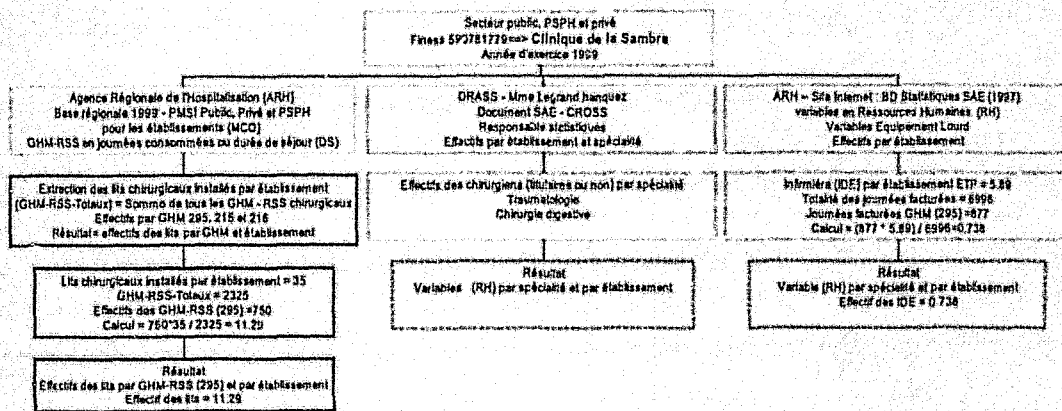 Secteur public, PSPH et privé
Finess 590781779 <=> Clinique de la Sambre
Année d'exercice 1999
Agence Régionale de l'Hospitalisation (ARH)
Base régionale 1999 - PMSI Public, Privé et PSPH
pour les établissements (MCO)
GHM-RSS en journées consommées ou durée de séjour (DS)
DRASS - Mme Legrand hanquez
Document SAE - CROSS
Responsable statistiques
Effectifs par établissement et spécialité
ARH - Site Internet : BD Statistiques SAE (1997)
variables en Ressources Humaines (RH)
Variables Equipement Lourd
Effectifs par établissement
Extraction des lits chirurgicaux installés par établissement
(GHM-RSS-Totaux) = Somme de tous les GHM - RSS chirurgicaux
Effectifs par GHM 295, 215 et 216
Résultat = effectifs des lits par GHM et établissement
Effectifs des chirurgiens (titulaires ou non) par spécialité
Traumatologie
Chirurgie digestive
Infirmière (IDE) par établissement ETP = 5.89
Totalité des journées facturées = 6996
Journées facturées GHM (295) =877
Calcul = (877 * 5.89) / 6996=0.738
Lits chirurgicaux installés par établissement = 35
GHM-RSS-Totaux = 2325
Effectifs des GHM-RSS (295) =750
Calcul = 750*35 / 2325 = 11.29
Résultat
Variables (RH) par spécialité et par établissement
Résultat
Variable (RH) par spécialité et par établissement
Effectif des IDE = 0.738
Résultat
Effectifs des lits par GHM-RSS (295) et par établissement
Effectif des lits = 11.29